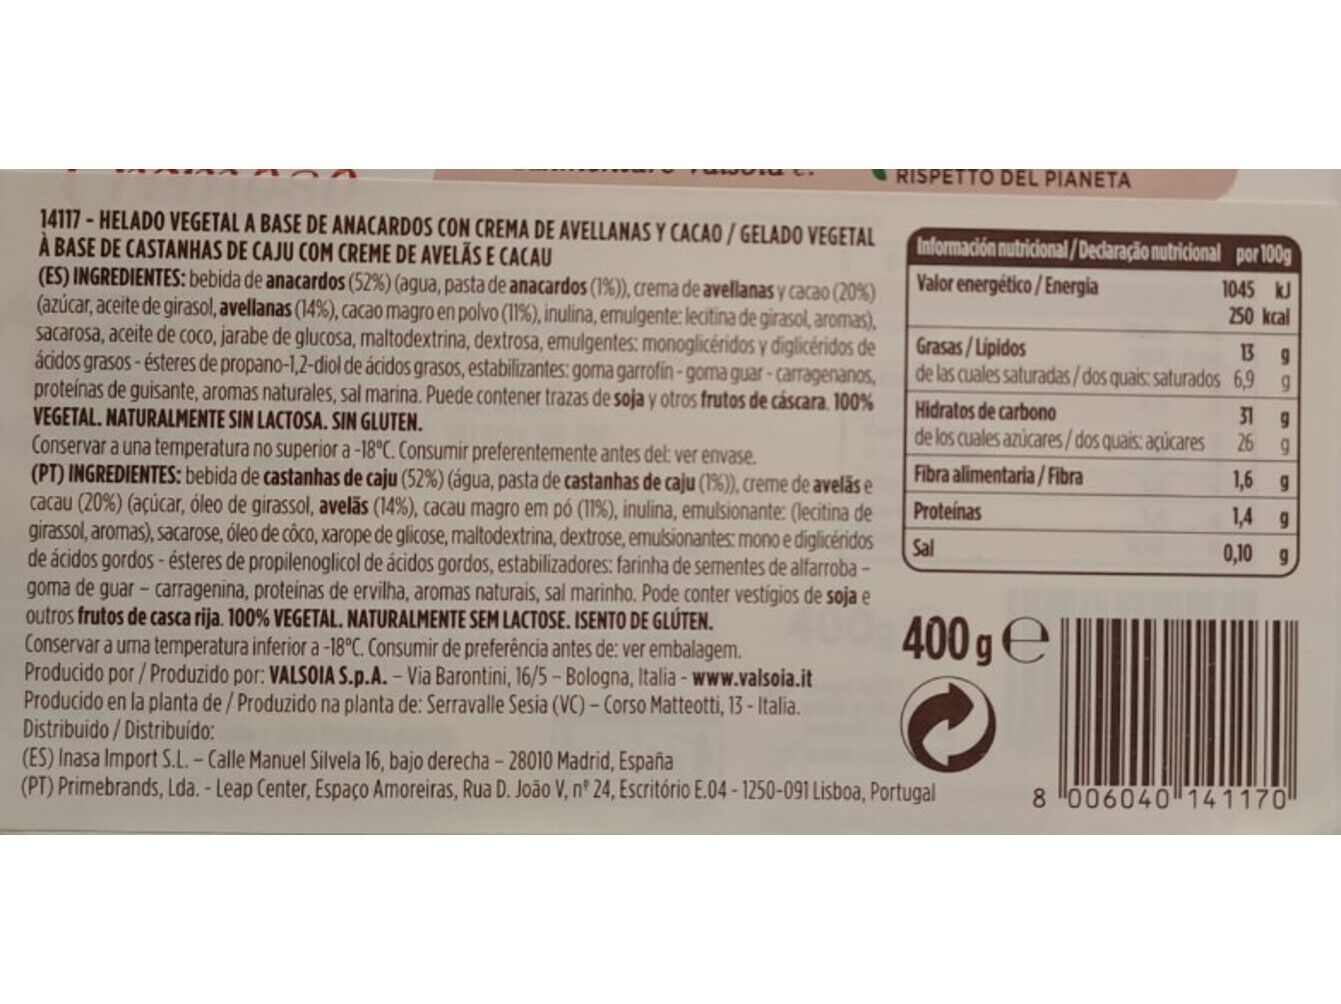 Cremoso
RISPETTO DEL PIANETA
14117 - HELADO VEGETAL A BASE DE ANACARDOS CON CREMA DE AVELLANAS Y CACAO / GELADO VEGETAL
À BASE DE CASTANHAS DE CAJU COM CREME DE AVELÃS E CACAU
(ES) INGREDIENTES: bebida de anacardos (52%) (agua, pasta de anacardos (1%)), crema de avellanas y cacao (20%)
(azúcar, aceite de girasol, avellanas (14%), cacao magro en polvo (11%), inulina, emulgente: lecitina de girasol, aromas),
sacarosa, aceite de coco, jarabe de glucosa, maltodextrina, dextrosa, emulgentes: monoglicéridos y diglicéridos de
ácidos grasos - ésteres de propano-1,2-diol de ácidos grasos, estabilizantes: goma garrofín - goma guar - carragenanos,
proteínas de guisante, aromas naturales, sal marina. Puede contener trazas de soja y otros frutos de cáscara. 100%
VEGETAL. NATURALMENTE SIN LACTOSA. SIN GLUTEN.
Conservar a una temperatura no superior a -18°C. Consumir preferentemente antes del: ver envase.
(PT) INGREDIENTES: bebida de castanhas de caju (52%) (água, pasta de castanhas de caju (1%)), creme de avelãs e
cacau (20%) (açúcar, óleo de girassol, avelãs (14%), cacau magro em pó (11%), inulina, emulsionante: (lecitina de
girassol, aromas), sacarose, óleo de côco, xarope de glicose, maltodextrina, dextrose, emulsionantes: mono e diglicéridos
de ácidos gordos - ésteres de propilenoglicol de ácidos gordos, estabilizadores: farinha de sementes de alfarroba –
goma de guar – carragenina, proteínas de ervilha, aromas naturais, sal marinho. Pode conter vestígios de soja e
outros frutos de casca rija. 100% VEGETAL. NATURALMENTE SEM LACTOSE. ISENTO DE GLÚTEN.
Conservar a uma temperatura inferior a -18°C. Consumir de preferência antes de: ver embalagem.
Producido por / Produzido por: VALSOIA S.p.A. – Via Barontini, 16/5 – Bologna, Italia - www.valsoia.it
Producido en la planta de / Produzido na planta de: Serravalle Sesia (VC) – Corso Matteotti, 13 - Italia.
Distribuido / Distribuído:
(ES) Inasa Import S.L. – Calle Manuel Silvela 16, bajo derecha – 28010 Madrid, España
(PT) Primebrands, Lda. - Leap Center, Espaço Amoreiras, Rua D. João V, nº 24, Escritório E.04 - 1250-091 Lisboa, Portugal
Información nutricional / Declaração nutricional por 100g
Valor energético / Energia 1045 kJ
250 kcal
Grasas / Lípidos 13 g
de las cuales saturadas / dos quais: saturados 6,9 g
Hidratos de carbono 31 g
de los cuales azúcares / dos quais: açúcares 26 g
Fibra alimentaria / Fibra 1,6 g
Proteínas 1,4 g
Sal 0,10 g
400 g e
8 006040 141170